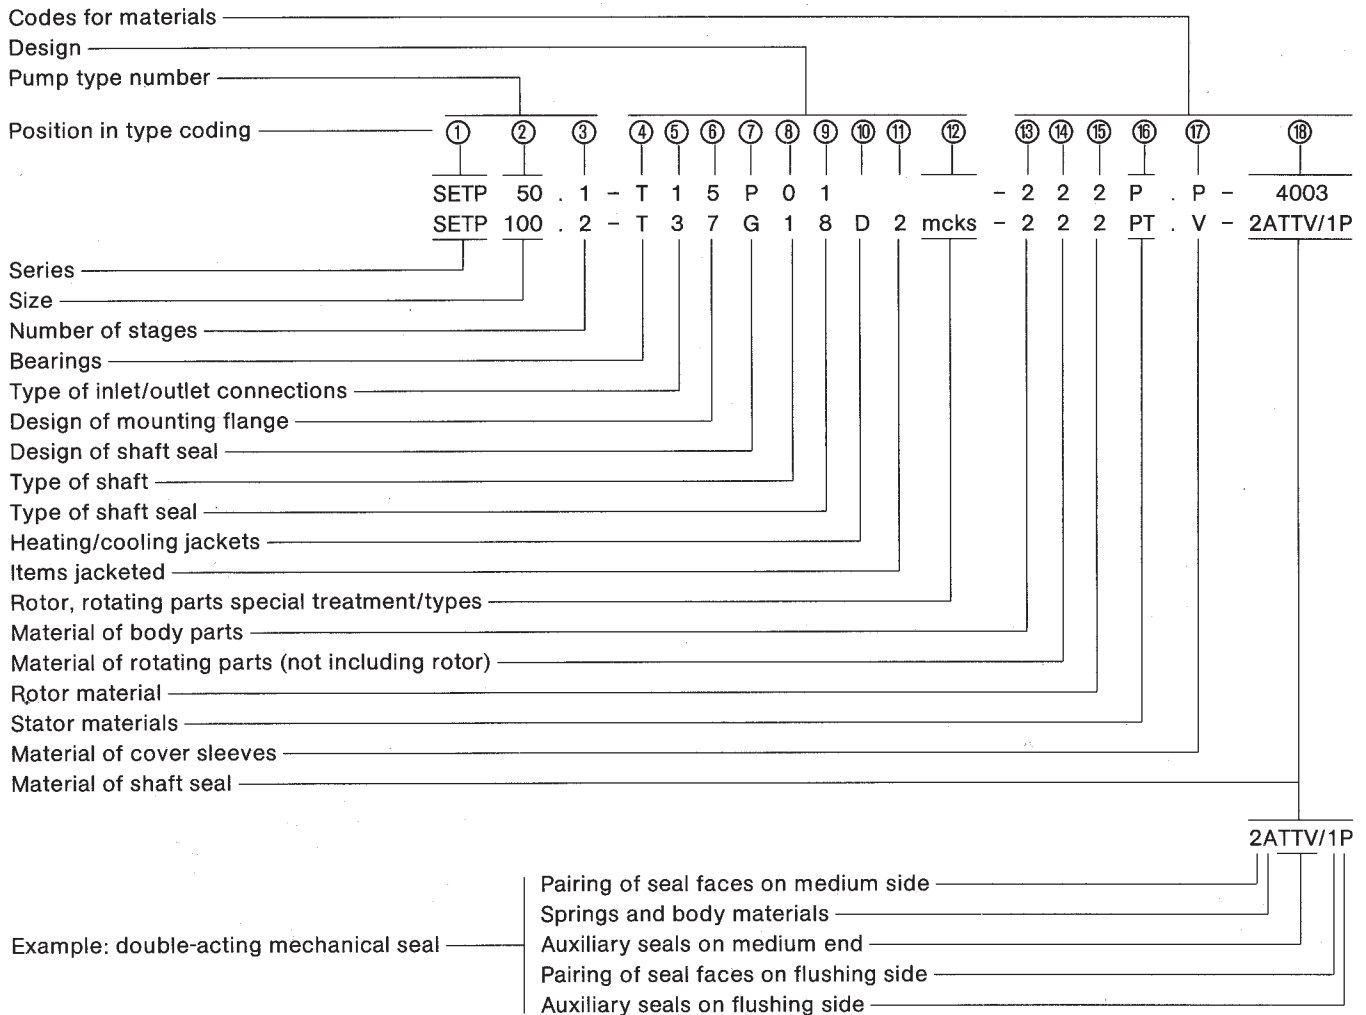 Codes for materials
Design
Pump type number
Position in type coding ① ② ③ ④ ⑤ ⑥ ⑦ ⑧ ⑨ ⑩ ⑪ ⑫ ⑬ ⑭ ⑮ ⑯ ⑰ ⑱
SETP 50 . 1 - T 1 5 P 0 1 - 2 2 2 P . P - 4003
SETP 100 . 2 - T 3 7 G 1 8 D 2 mcks - 2 2 2 PT . V - 2ATTV/1P
Series
Size
Number of stages
Bearings
Type of inlet/outlet connections
Design of mounting flange
Design of shaft seal
Type of shaft
Type of shaft seal
Heating/cooling jackets
Items jacketed
Rotor, rotating parts special treatment/types
Material of body parts
Material of rotating parts (not including rotor)
Rotor material
Stator materials
Material of cover sleeves
Material of shaft seal
2ATTV/1P
Pairing of seal faces on medium side
Springs and body materials
Example: double-acting mechanical seal
Auxiliary seals on medium end
Pairing of seal faces on flushing side
Auxiliary seals on flushing side